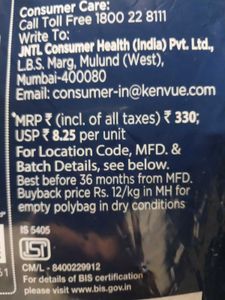 Consumer Care:
Call Toll Free 1800 22 8111
Write To:
JNTL Consumer Health (India) Pvt. Ltd.,
L.B.S. Marg, Mulund (West),
Mumbai-400080
Email: consumer-in@kenvue.com
*MRP ₹ (incl. of all taxes) ₹ 330;
USP ₹ 8.25 per unit
For Location Code, MFD. &
Batch Details, see below.
Best before 36 months from MFD.
Buyback price Rs. 12/kg in MH for
empty polybag in dry conditions
IS 5405
CM/L - 8400229912
For details of BIS certification
please visit www.bis.gov.in